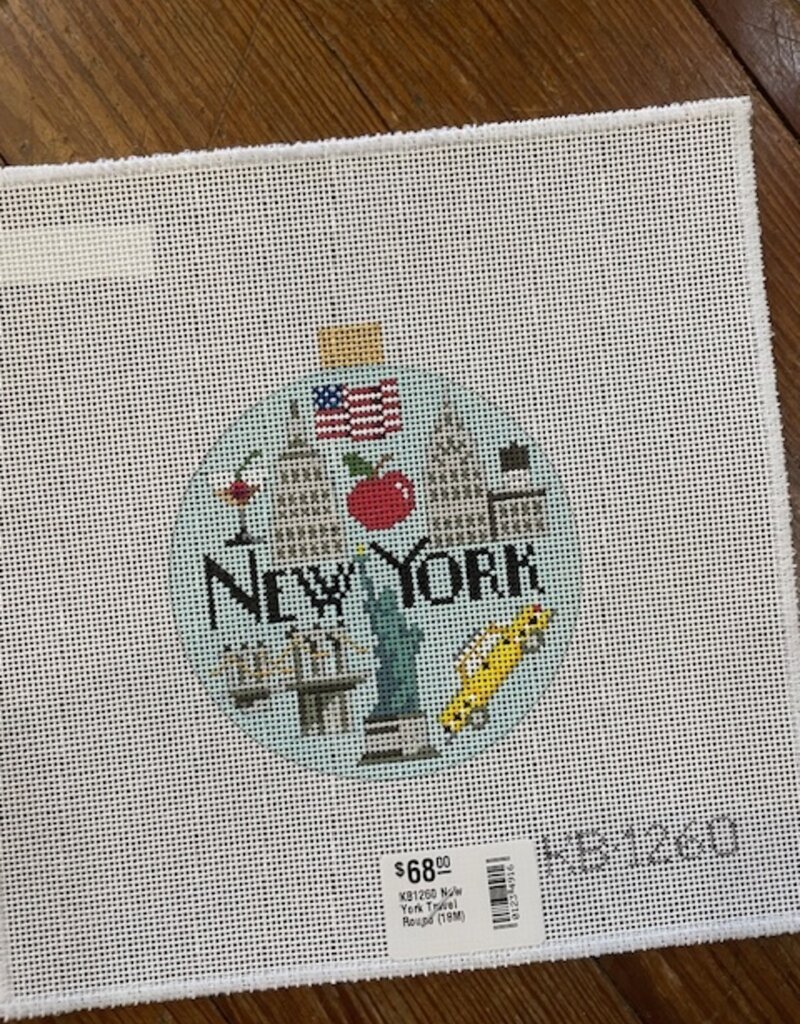 NEW YORK
KB1260
$68.00
KB1260 New
York Travel
Round (18M)